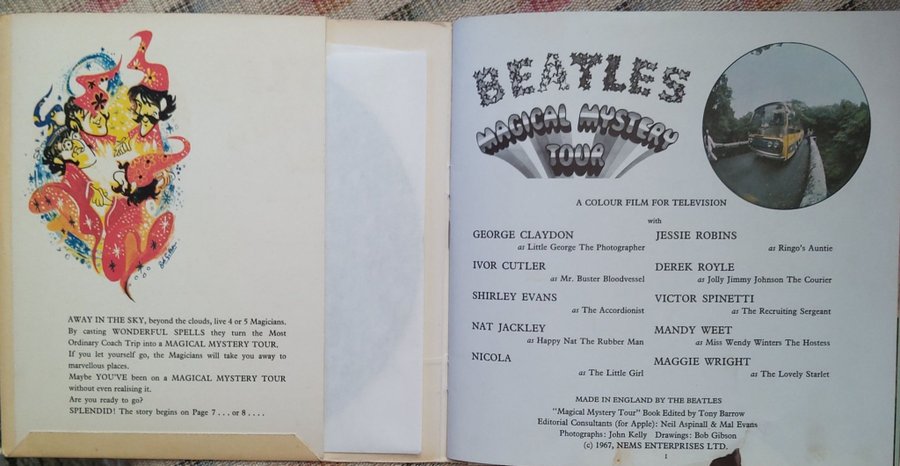 AWAY IN THE SKY, beyond the clouds, live 4 or 5 Magicians.
By casting WONDERFUL SPELLS they turn the Most
Ordinary Coach Trip into a MAGICAL MYSTERY TOUR.
If you let yourself go, the Magicians will take you away to
marvellous places.
Maybe YOU'VE been on a MAGICAL MYSTERY TOUR
without even realising it.
Are you ready to go?
SPLENDID! The story begins on Page 7 . . . or 8 . . . .
BEATLES
MAGICAL MYSTERY
TOUR
A COLOUR FILM FOR TELEVISION
with
GEORGE CLAYDON
as Little George The Photographer
IVOR CUTLER
as Mr. Buster Bloodvessel
SHIRLEY EVANS
as The Accordionist
NAT JACKLEY
as Happy Nat The Rubber Man
NICOLA
as The Little Girl
JESSIE ROBINS
as Ringo's Auntie
DEREK ROYLE
as Jolly Jimmy Johnson The Courier
VICTOR SPINETTI
as The Recruiting Sergeant
MANDY WEET
as Miss Wendy Winters The Hostess
MAGGIE WRIGHT
as The Lovely Starlet
MADE IN ENGLAND BY THE BEATLES
"Magical Mystery Tour" Book Edited by Tony Barrow
Editorial Consultants (for Apple): Neil Aspinall & Mal Evans
Photographs: John Kelly Drawings: Bob Gibson
(c) 1967, NEMS ENTERPRISES LTD.
1